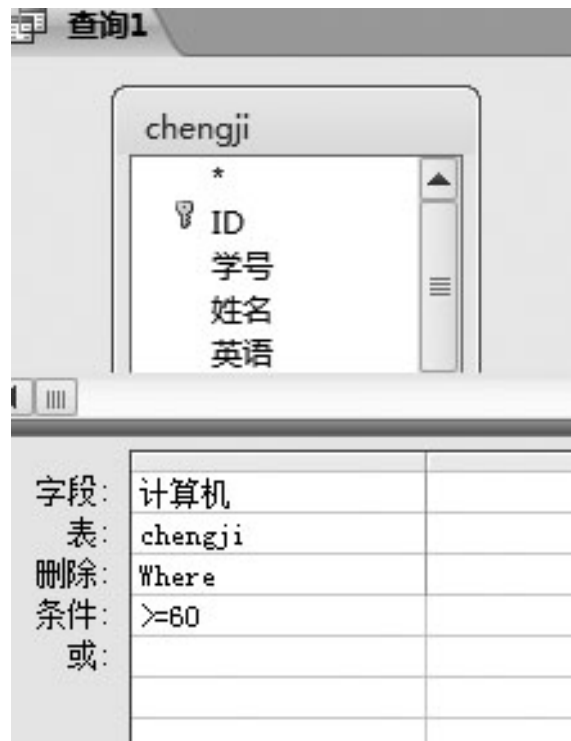 查询1
chengji
*
ID
学号
姓名
英语
字段: 计算机
表: chengji
删除: Where
条件: >=60
或: